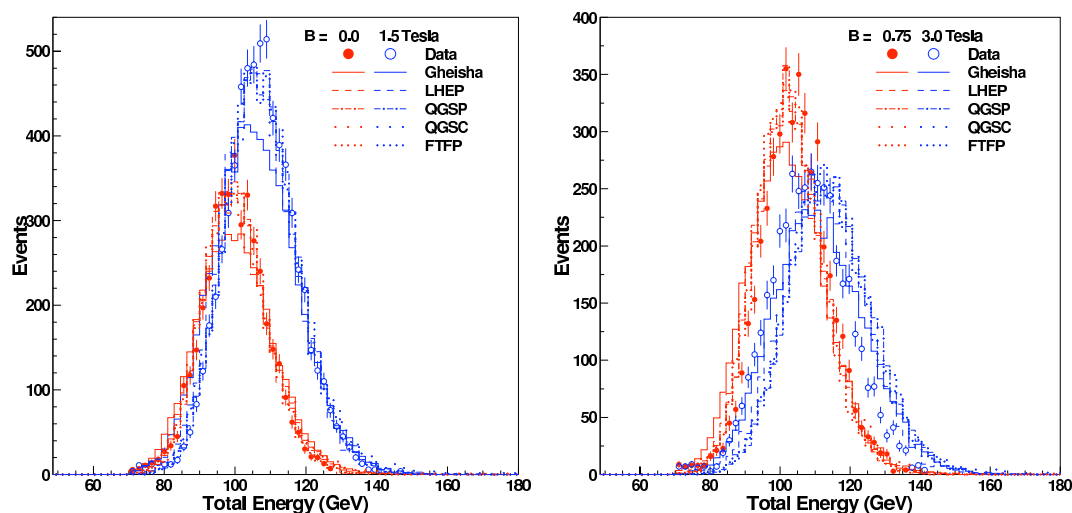 B = 0.0 1.5 Tesla
Data
Gheisha
LHEP
QGSP
QGSC
FTFP
500
400
300
200
100
0
Events
60 80 100 120 140 160 180
Total Energy (GeV)
B = 0.75 3.0 Tesla
Data
Gheisha
LHEP
QGSP
QGSC
FTFP
400
350
300
250
200
150
100
50
0
Events
60 80 100 120 140 160 180
Total Energy (GeV)